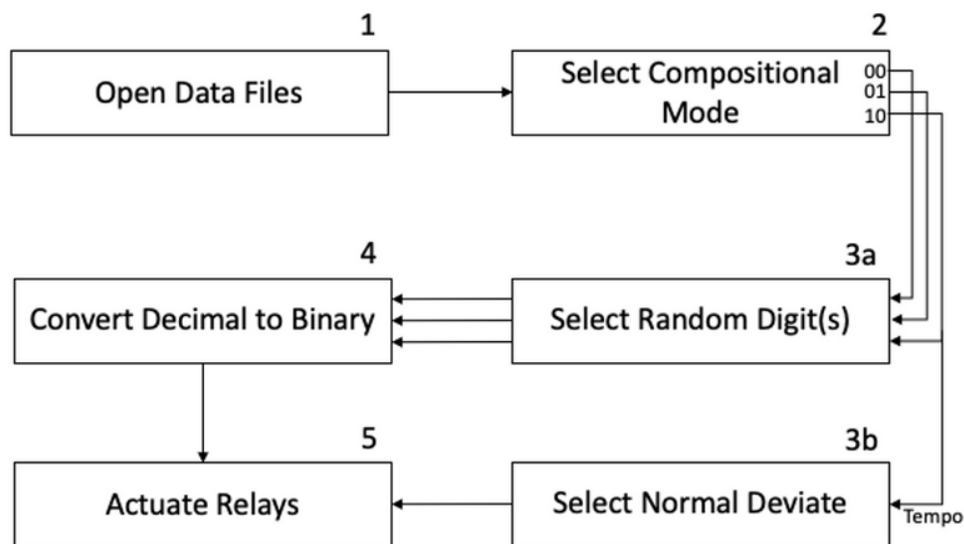 1
Open Data Files
2
Select Compositional
Mode
00
01
10
3a
Select Random Digit(s)
4
Convert Decimal to Binary
5
Actuate Relays
3b
Select Normal Deviate
Tempo